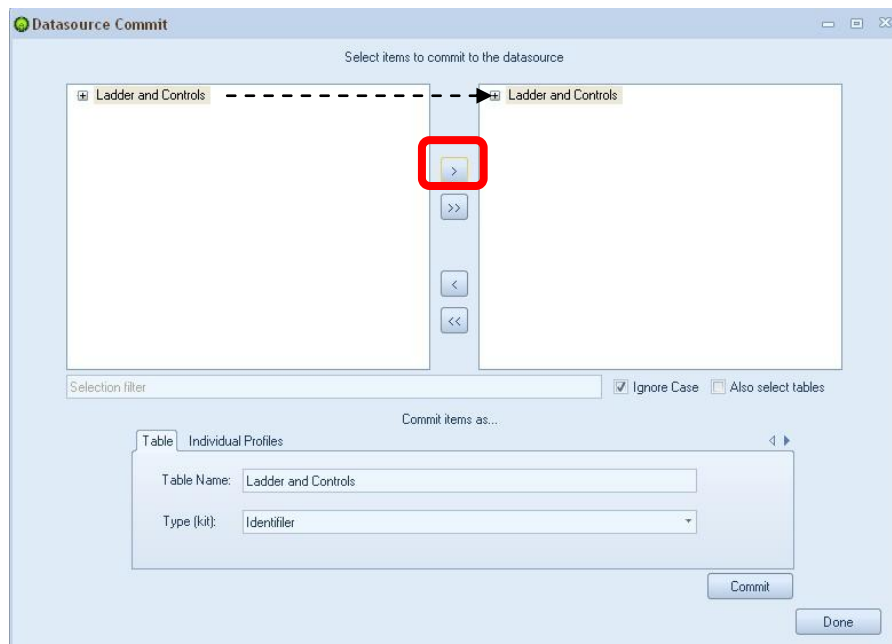 Datasource Commit
Select items to commit to the datasource
Ladder and Controls
Ladder and Controls
>
>>
<
<<
Selection filter
Ignore Case
Also select tables
Commit items as...
Table
Individual Profiles
Table Name:
Ladder and Controls
Type (kit):
Identifiler
Commit
Done